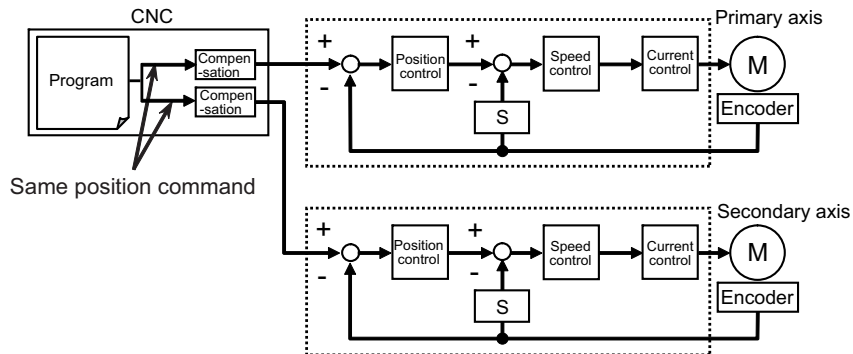 CNC
Program
Compen
-sation
Compen
-sation
Same position command
Primary axis
+
-
Position
control
+
-
Speed
control
Current
control
M
Encoder
S
Secondary axis
+
-
Position
control
+
-
Speed
control
Current
control
M
Encoder
S